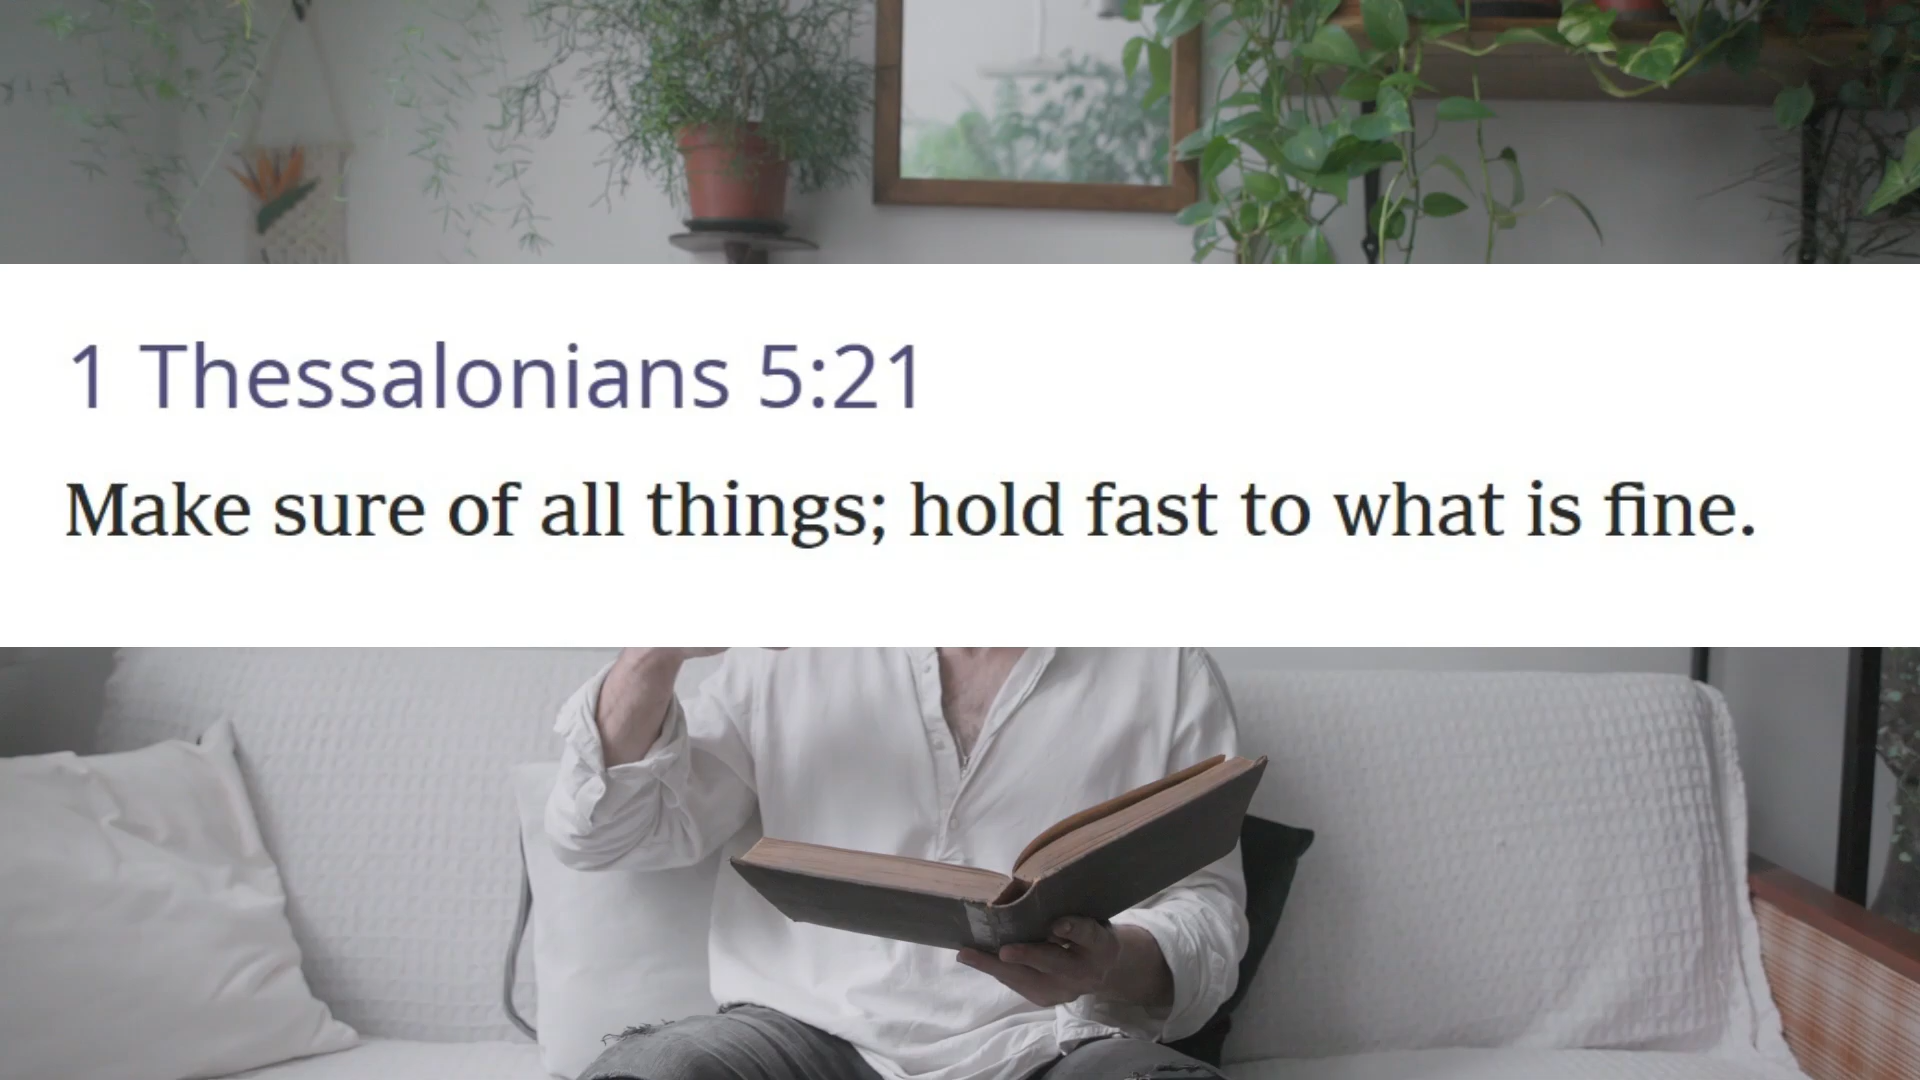 1 Thessalonians 5:21
Make sure of all things; hold fast to what is fine.